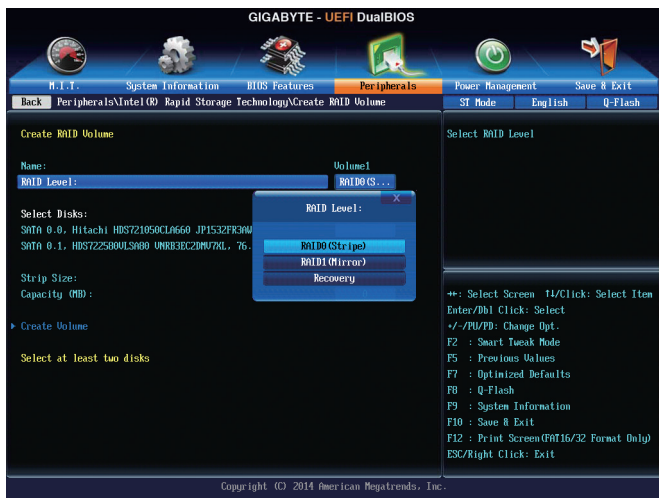 GIGABYTE - UEFI DualBIOS
M.I.T. System Information BIOS Features Peripherals Power Management Save & Exit
Back Peripherals\Intel(R) Rapid Storage Technology\Create RAID Volume ST Mode English Q-Flash
Create RAID Volume
Name: Volume1
RAID Level: RAID0(S...
Select Disks:
SATA 0.0, Hitachi HDS721050CLA660 JP1532FR3AW
SATA 0.1, HDS722580VLSA80 VNRB3EC2DMV7XL, 76.
Strip Size:
Capacity (MB):
Create Volume
Select at least two disks
RAID Level:
X
RAID0(Stripe)
RAID1(Mirror)
Recovery
Select RAID Level
→←: Select Screen ↑↓/Click: Select Item
Enter/Dbl Click: Select
+/-/PU/PD: Change Opt.
F2 : Smart Tweak Mode
F5 : Previous Values
F7 : Optimized Defaults
F8 : Q-Flash
F9 : System Information
F10 : Save & Exit
F12 : Print Screen(FAT16/32 Format Only)
ESC/Right Click: Exit
Copyright (C) 2014 American Megatrends, Inc.